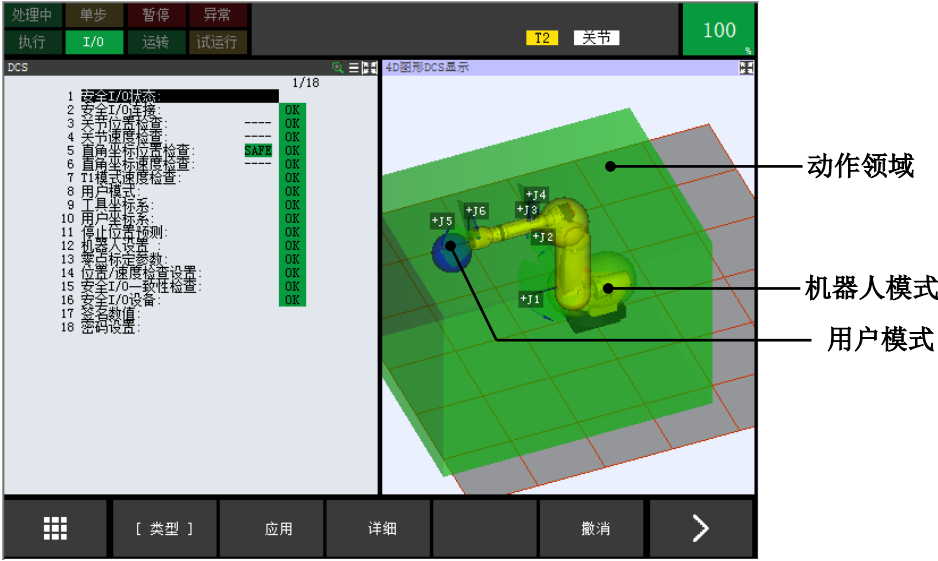 处理中 单步 暂停 异常
执行 I/O 运转 试运行
T2 关节
100
%
DCS
1/18
1 安全I/O状态:
2 安全I/O连接: OK
3 关节位置检查: ---- OK
4 关节速度检查: ---- OK
5 直角坐标位置检查: SAFE OK
6 直角坐标速度检查: ---- OK
7 T1模式速度检查: OK
8 用户模式: OK
9 工具坐标系: OK
10 用户坐标系: OK
11 停止位置预测: OK
12 机器人设置 : OK
13 零点标定参数: OK
14 位置/速度检查设置: OK
15 安全I/O一致性检查: OK
16 安全I/O设备: OK
17 签名数值:
18 密码设置:
4D图形DCS显示
+J4
+J6 +J3
+J5
+J2
+J1
动作领域
机器人模式
用户模式
[ 类型 ] 应用 详细 撤消